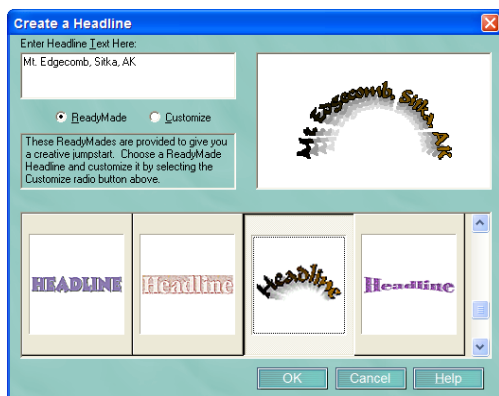 Create a Headline
Enter Headline Text Here:
Mt. Edgecomb, Sitka, AK
ReadyMade Customize
These ReadyMades are provided to give you
a creative jumpstart. Choose a ReadyMade
Headline and customize it by selecting the
Customize radio button above.
Mt. Edgecomb, Sitka, AK
HEADLINE Headline Headline Headline
OK Cancel Help